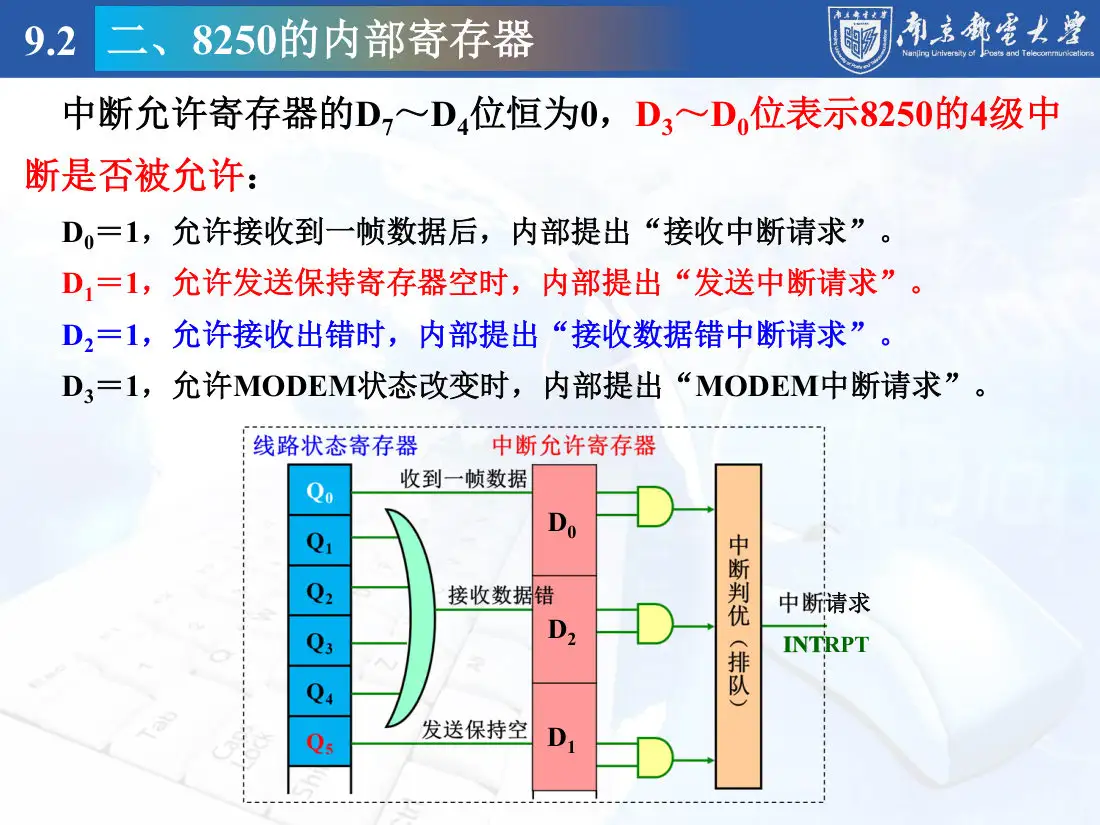 9.2 二、8250的内部寄存器
南京邮电大学
Nanjing University of Posts and Telecommunications
中断允许寄存器的D7～D4位恒为0，D3～D0位表示8250的4级中
断是否被允许：
D0＝1，允许接收到一帧数据后，内部提出“接收中断请求”。
D1＝1，允许发送保持寄存器空时，内部提出“发送中断请求”。
D2＝1，允许接收出错时，内部提出“接收数据错中断请求”。
D3＝1，允许MODEM状态改变时，内部提出“MODEM中断请求”。
线路状态寄存器
中断允许寄存器
收到一帧数据
Q0
D0
Q1
Q2
接收数据错
D2
Q3
Q4
发送保持空
Q5
D1
中断判优（排队）
中断请求
INTRPT
Tab
Caps
Lock
Shift